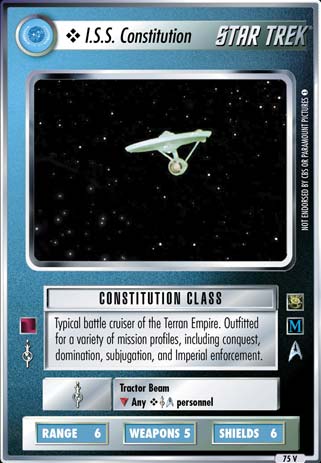 ❖ I.S.S. Constitution
STAR TREK
NOT ENDORSED BY CBS OR PARAMOUNT PICTURES
CONSTITUTION CLASS
Typical battle cruiser of the Terran Empire. Outfitted
for a variety of mission profiles, including conquest,
domination, subjugation, and Imperial enforcement.
M
Tractor Beam
Any ❖ personnel
RANGE 6
WEAPONS 5
SHIELDS 6
75 V